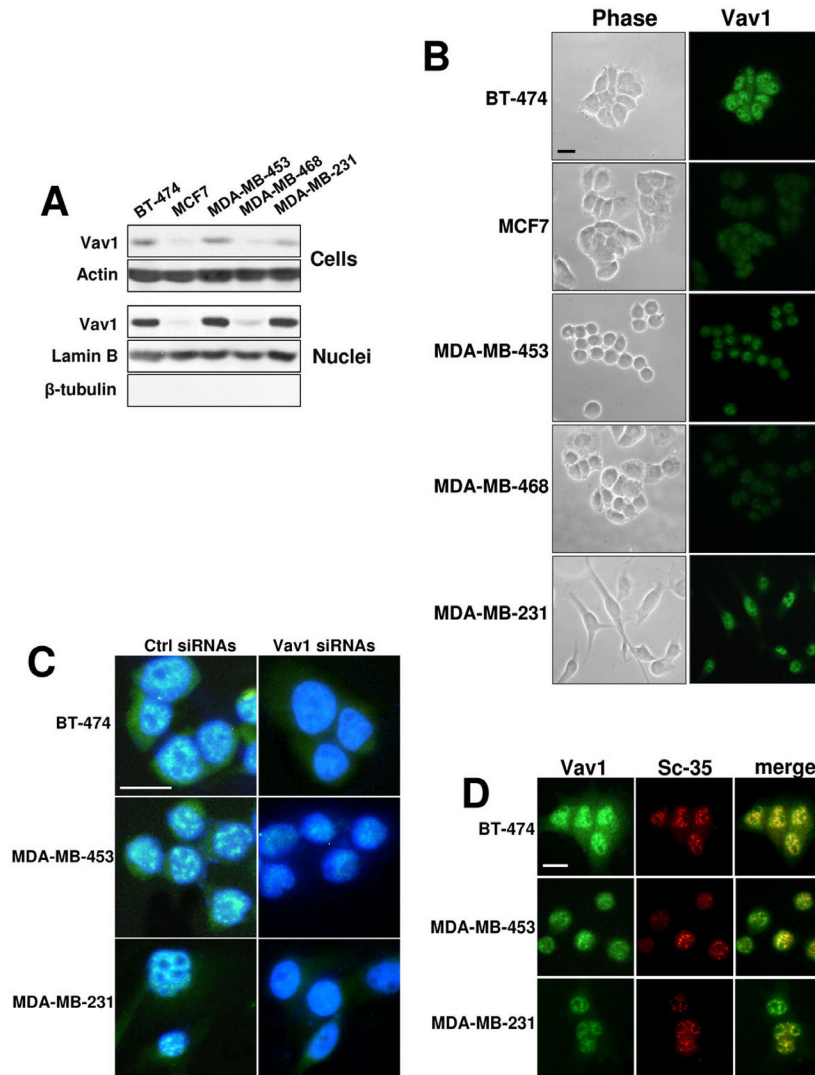 A
BT-474
MCF7
MDA-MB-453
MDA-MB-468
MDA-MB-231
Vav1
Actin
Cells
Vav1
Lamin B
β-tubulin
Nuclei
B
Phase Vav1
BT-474
MCF7
MDA-MB-453
MDA-MB-468
MDA-MB-231
C
Ctrl siRNAs Vav1 siRNAs
BT-474
MDA-MB-453
MDA-MB-231
D
Vav1 Sc-35 merge
BT-474
MDA-MB-453
MDA-MB-231